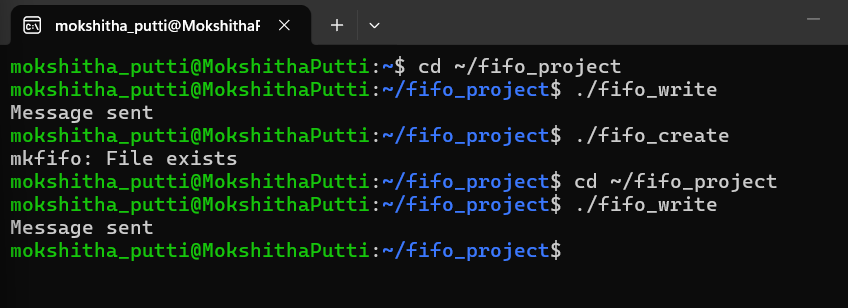 mokshitha_putti@MokshithaP
mokshitha_putti@MokshithaPutti:~$ cd ~/fifo_project
mokshitha_putti@MokshithaPutti:~/fifo_project$ ./fifo_write
Message sent
mokshitha_putti@MokshithaPutti:~/fifo_project$ ./fifo_create
mkfifo: File exists
mokshitha_putti@MokshithaPutti:~/fifo_project$ cd ~/fifo_project
mokshitha_putti@MokshithaPutti:~/fifo_project$ ./fifo_write
Message sent
mokshitha_putti@MokshithaPutti:~/fifo_project$